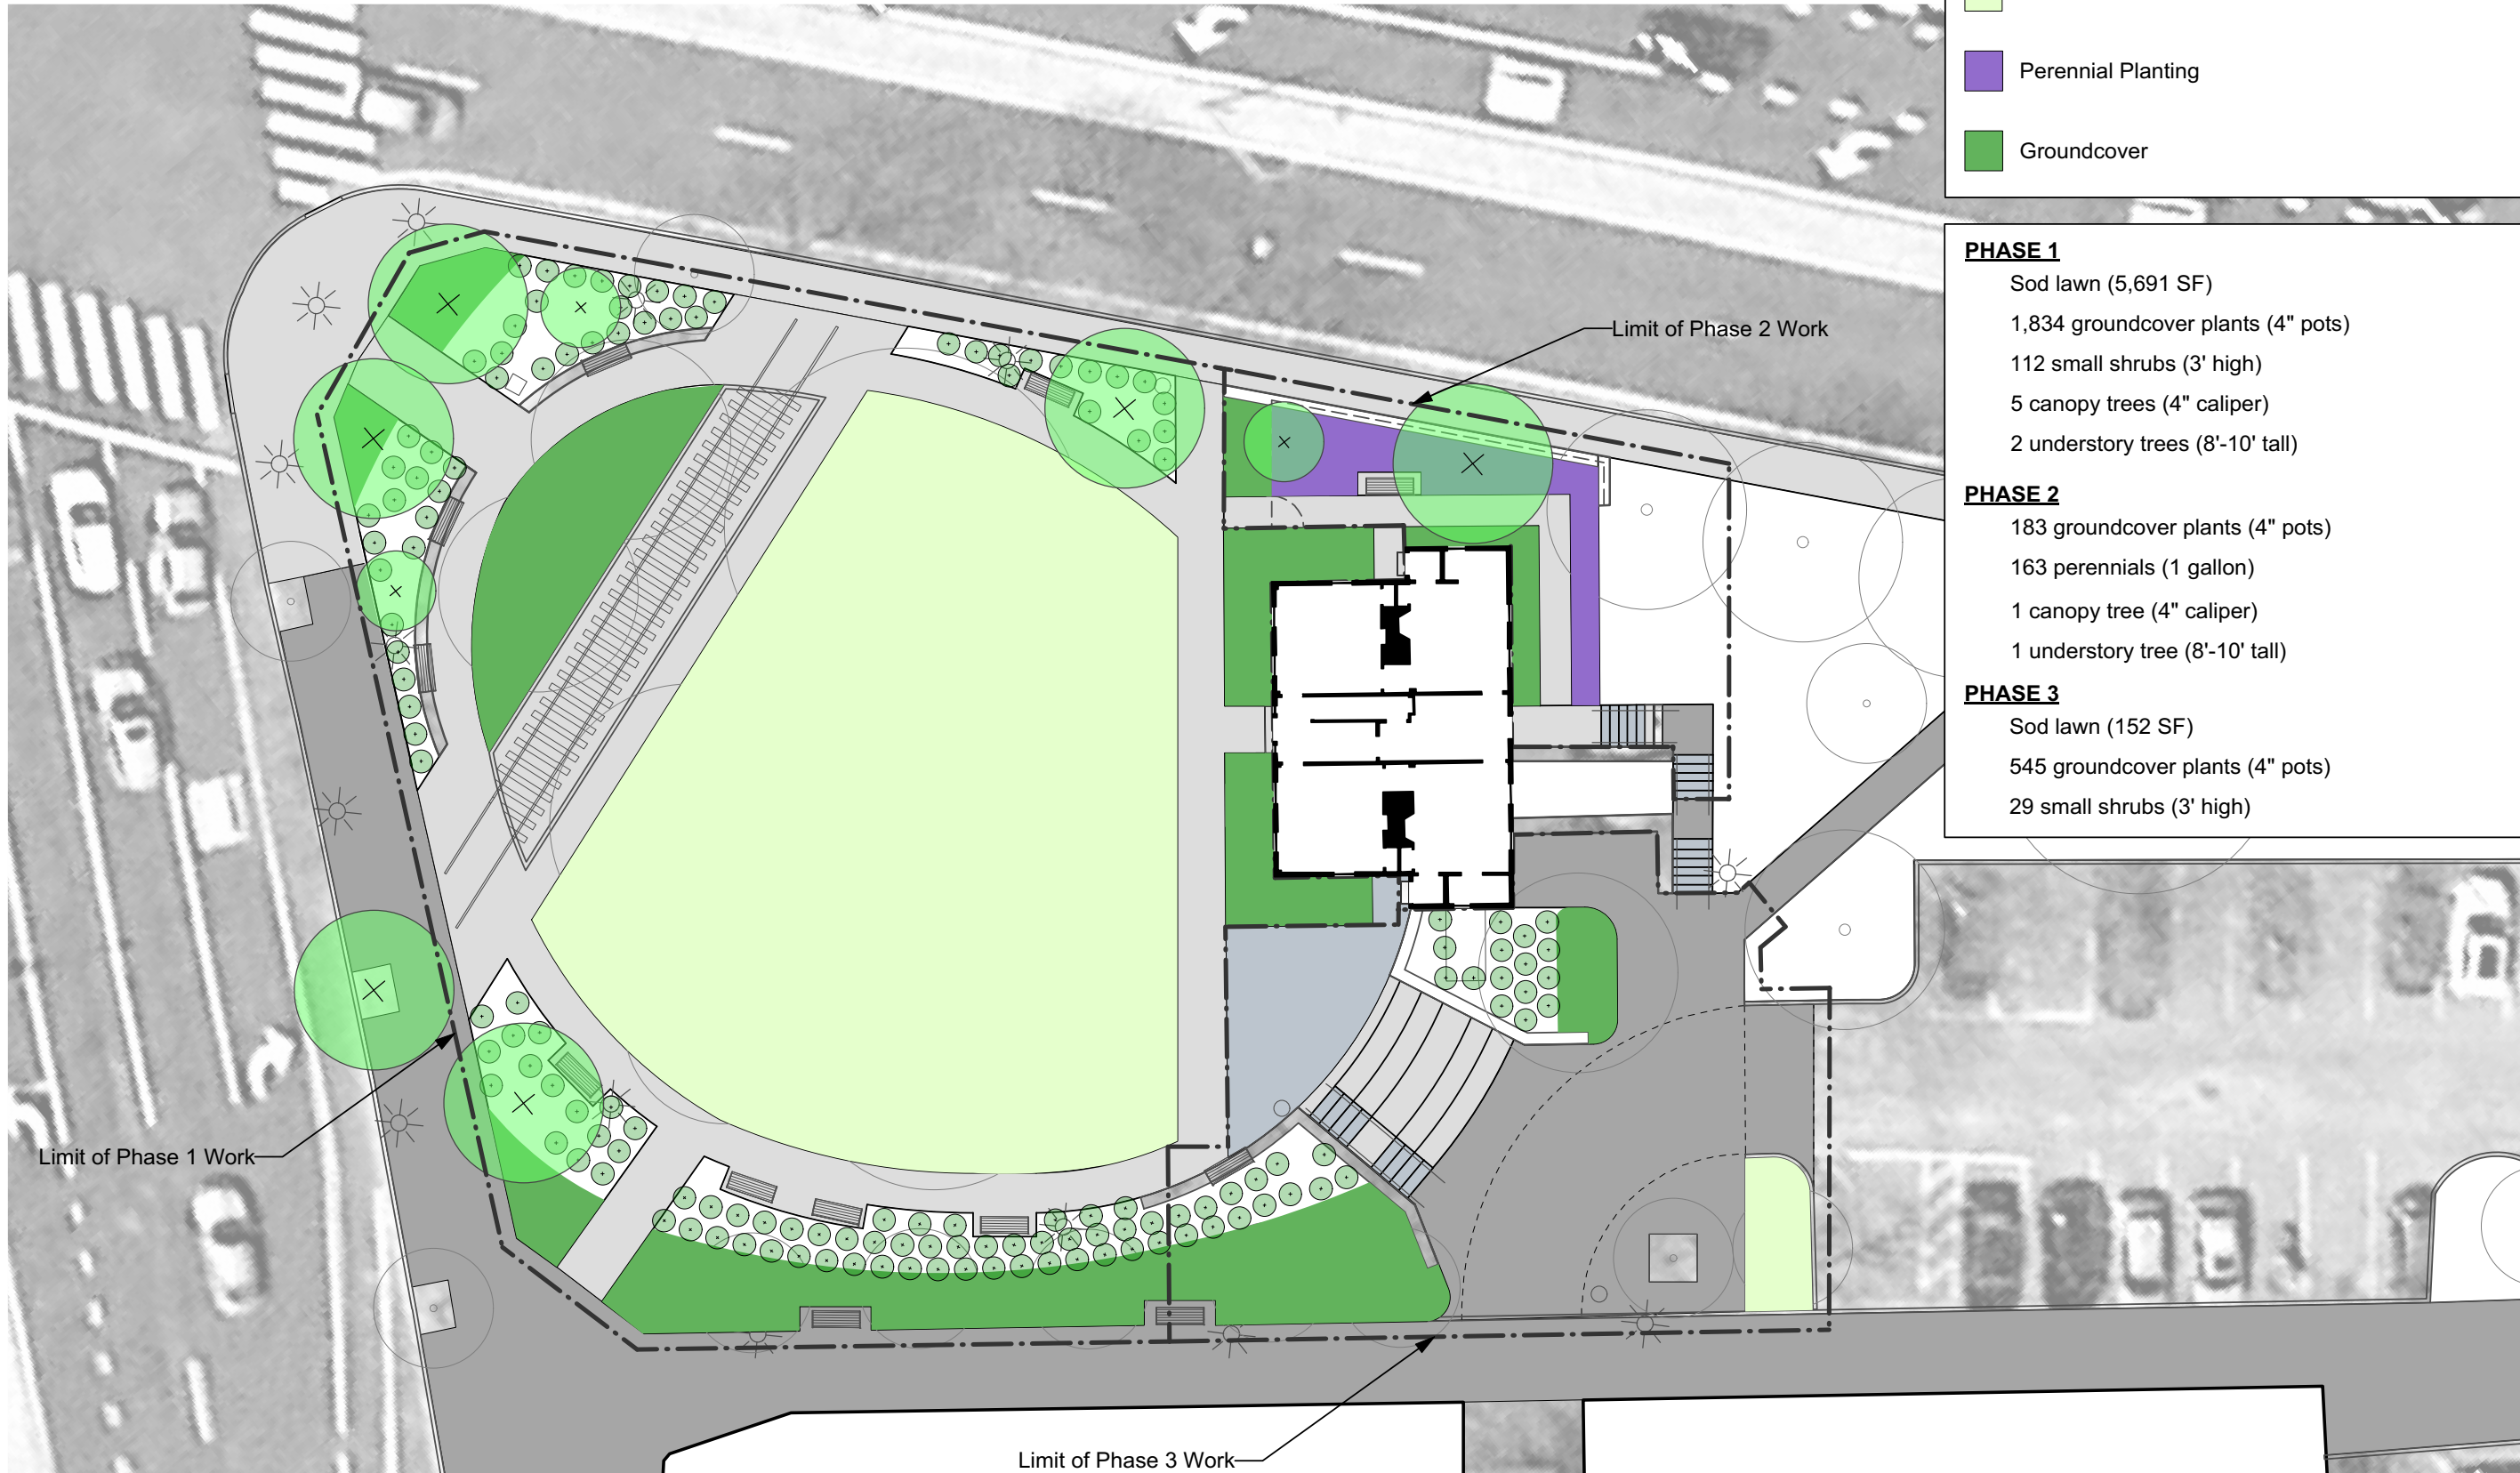 Perennial Planting
Groundcover
PHASE 1
Sod lawn (5,691 SF)
1,834 groundcover plants (4" pots)
112 small shrubs (3' high)
5 canopy trees (4" caliper)
2 understory trees (8'-10' tall)
PHASE 2
183 groundcover plants (4" pots)
163 perennials (1 gallon)
1 canopy tree (4" caliper)
1 understory tree (8'-10' tall)
PHASE 3
Sod lawn (152 SF)
545 groundcover plants (4" pots)
29 small shrubs (3' high)
Limit of Phase 2 Work
Limit of Phase 1 Work
Limit of Phase 3 Work